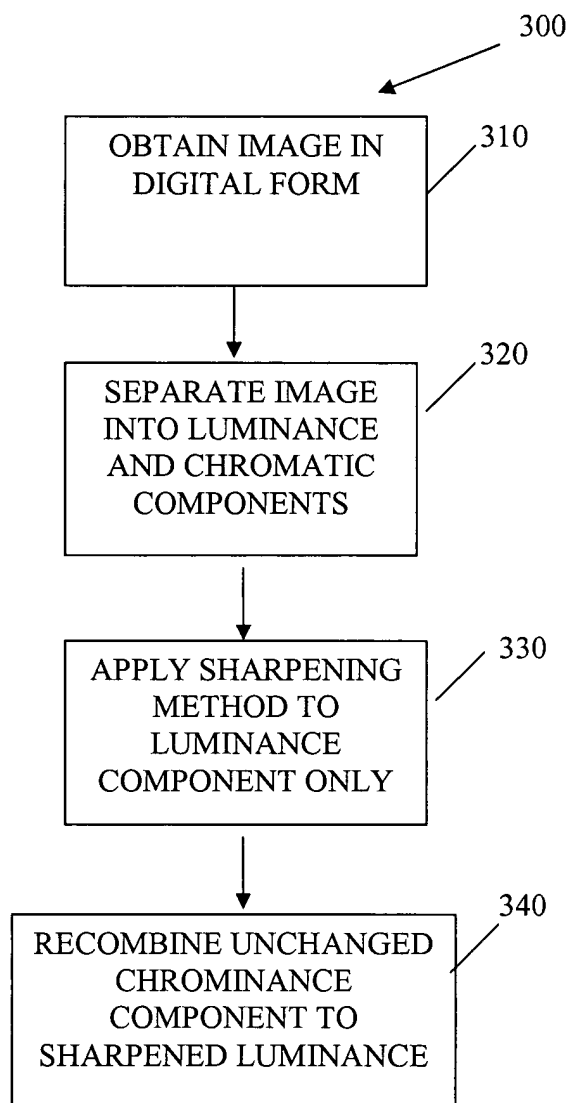 300
310
OBTAIN IMAGE IN
DIGITAL FORM
320
SEPARATE IMAGE
INTO LUMINANCE
AND CHROMATIC
COMPONENTS
330
APPLY SHARPENING
METHOD TO
LUMINANCE
COMPONENT ONLY
340
RECOMBINE UNCHANGED
CHROMINANCE
COMPONENT TO
SHARPENED LUMINANCE